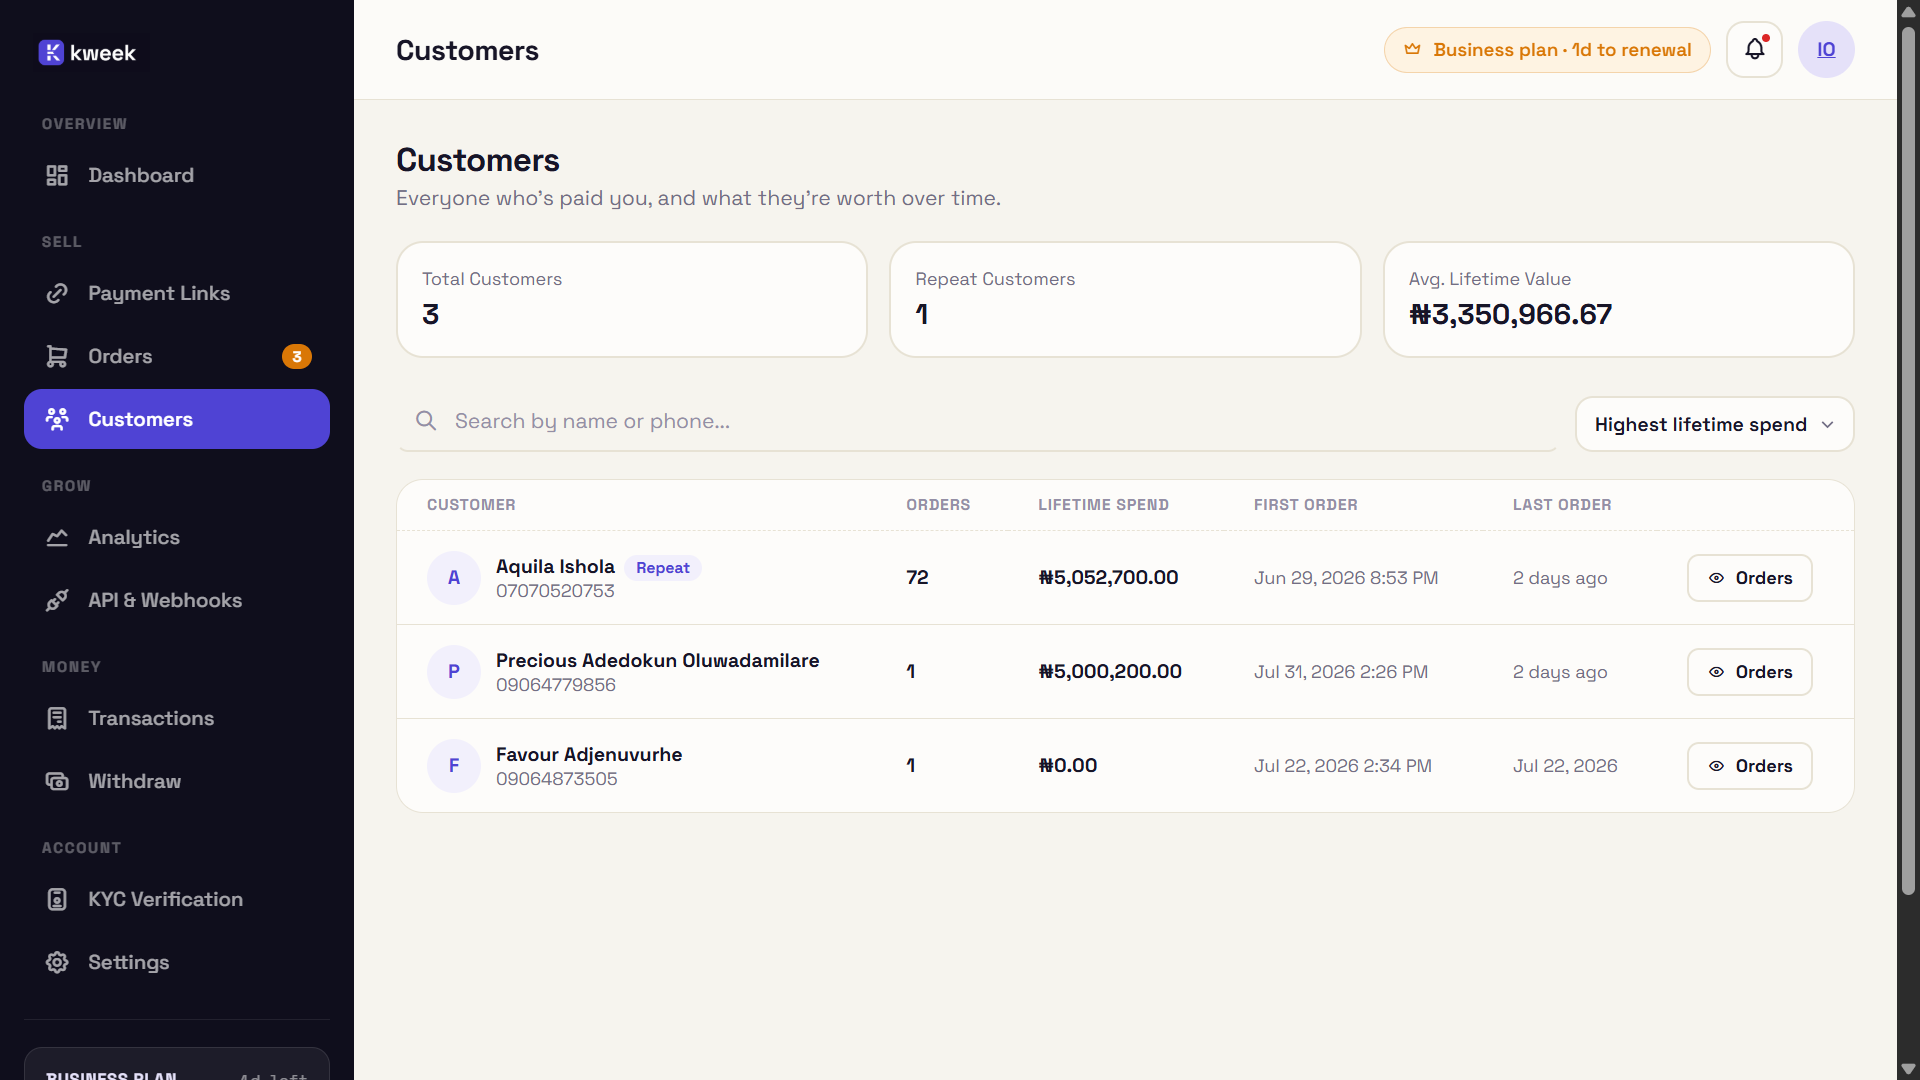 kweek
OVERVIEW
Dashboard
SELL
Payment Links
Orders 3
Customers
GROW
Analytics
API & Webhooks
MONEY
Transactions
Withdraw
ACCOUNT
KYC Verification
Settings
BUSINESS PLAN
Customers
Business plan · 1d to renewal
IO
Customers
Everyone who's paid you, and what they're worth over time.
Total Customers
3
Repeat Customers
1
Avg. Lifetime Value
₦3,350,966.67
Search by name or phone...
Highest lifetime spend
CUSTOMER ORDERS LIFETIME SPEND FIRST ORDER LAST ORDER
A Aquila Ishola Repeat 72 ₦5,052,700.00 Jun 29, 2026 8:53 PM 2 days ago Orders
07070520753
P Precious Adedokun Oluwadamilare 1 ₦5,000,200.00 Jul 31, 2026 2:26 PM 2 days ago Orders
09064779856
F Favour Adjenuvurhe 1 ₦0.00 Jul 22, 2026 2:34 PM Jul 22, 2026 Orders
09064873505